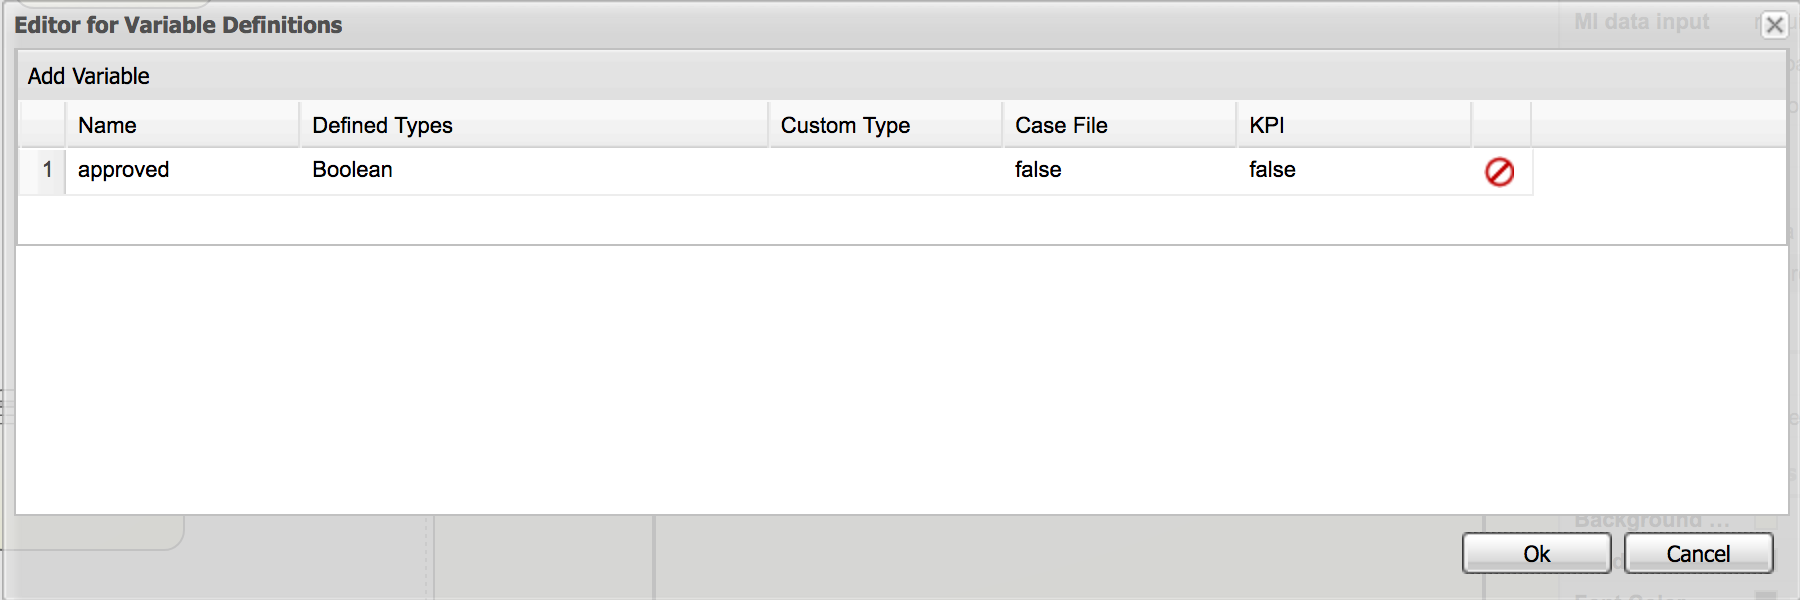 Editor for Variable Definitions
MI data input
Add Variable
Name Defined Types Custom Type Case File KPI
1 approved Boolean false false
Background ...
Ok Cancel